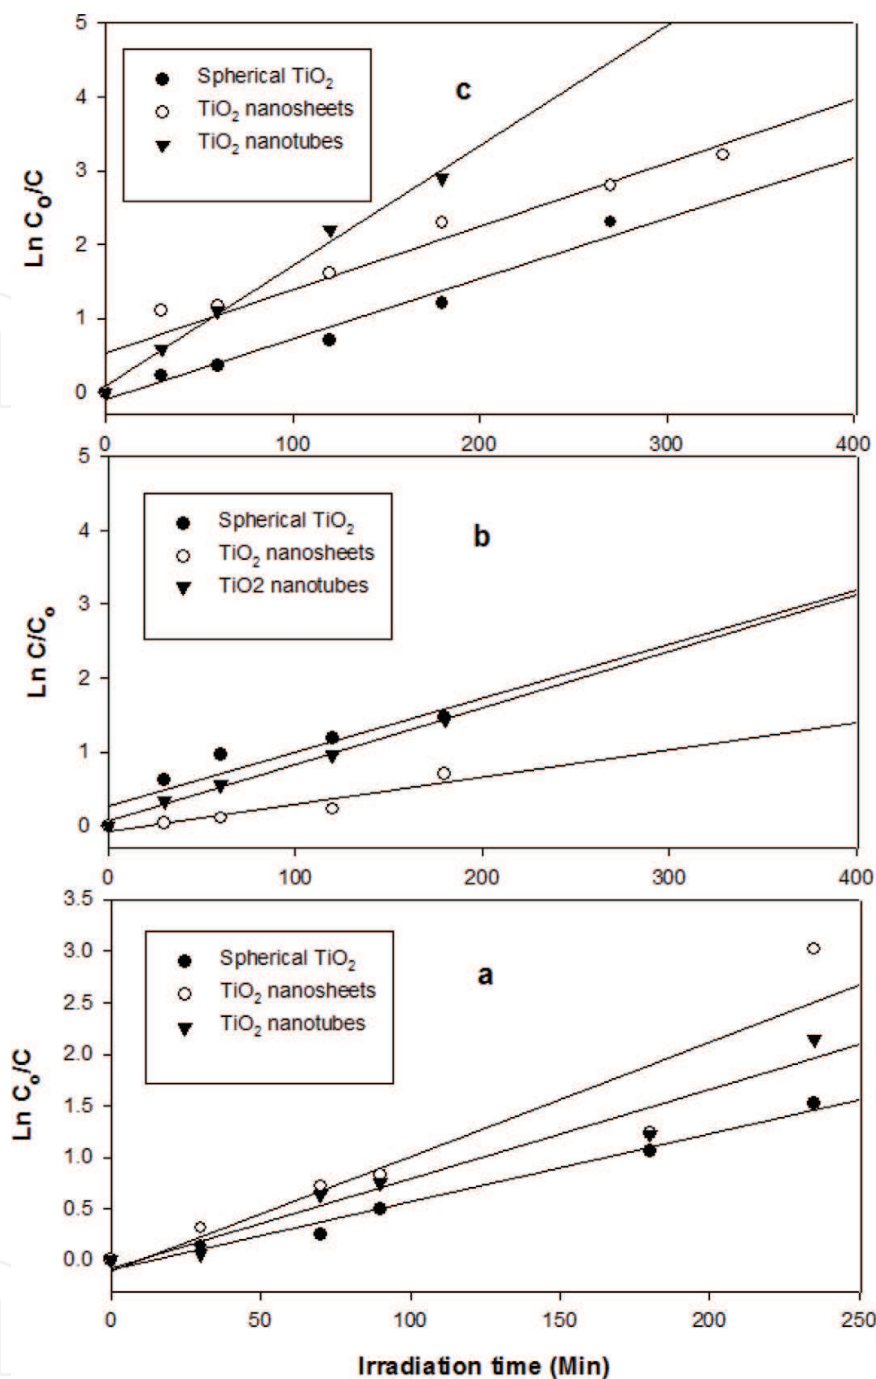 5
4
3
2
1
0
Ln C₀/C
Spherical TiO₂
TiO₂ nanosheets
TiO₂ nanotubes
c
0 100 200 300 400
5
4
3
2
1
0
Ln C/C₀
Spherical TiO₂
TiO₂ nanosheets
TiO2 nanotubes
b
0 100 200 300 400
3.5
3.0
2.5
2.0
1.5
1.0
0.5
0.0
Ln C₀/C
Spherical TiO₂
TiO₂ nanosheets
TiO₂ nanotubes
a
0 50 100 150 200 250
Irradiation time (Min)